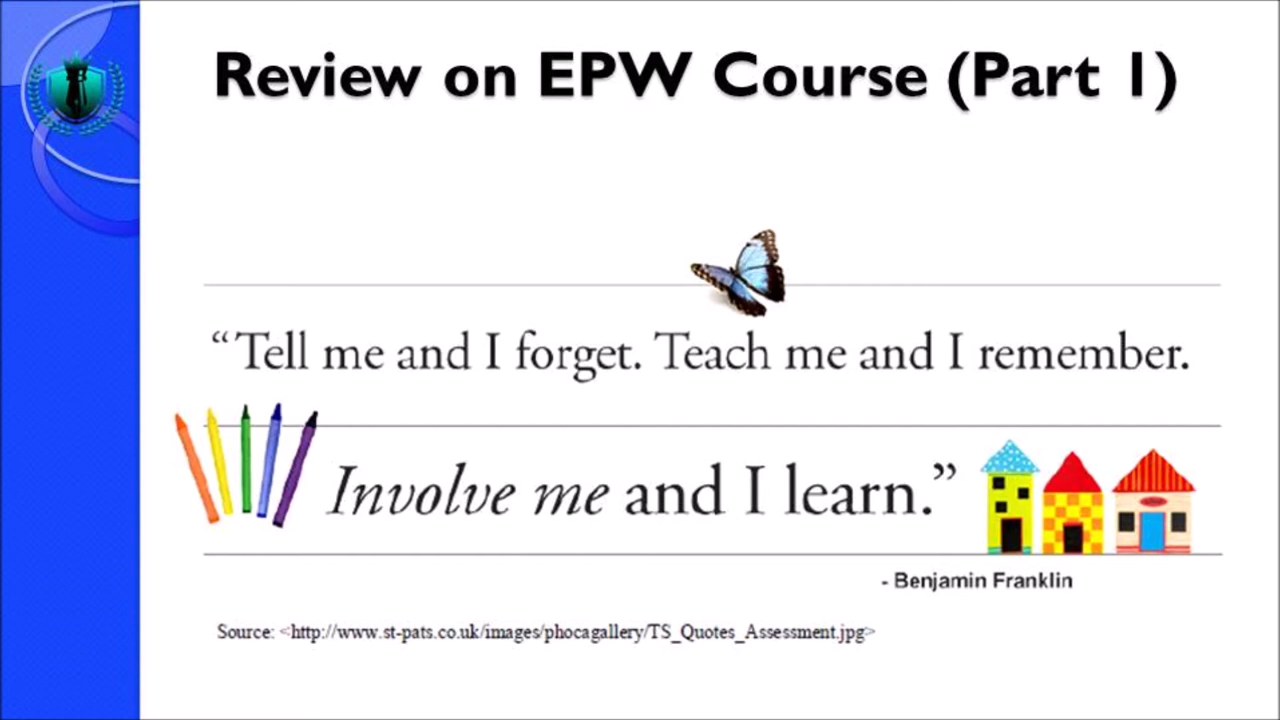 Review on EPW Course (Part 1)
“Tell me and I forget. Teach me and I remember.
Involve me and I learn.”
- Benjamin Franklin
Source: <http://www.st-pats.co.uk/images/phocagallery/TS_Quotes_Assessment.jpg>